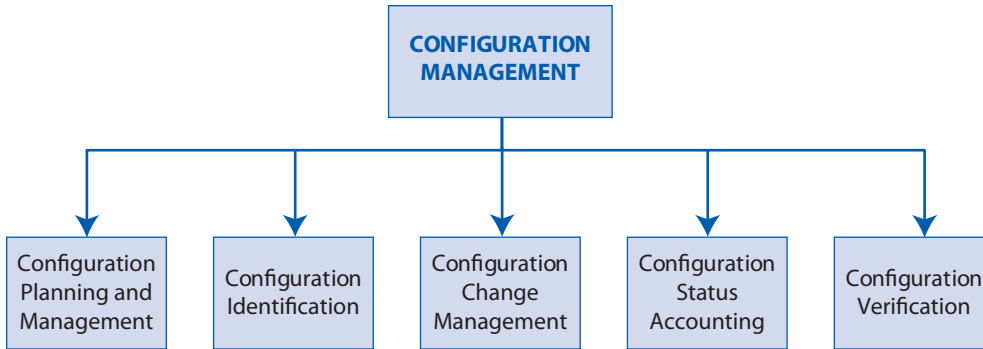 CONFIGURATION
MANAGEMENT
Configuration
Planning and
Management
Configuration
Identification
Configuration
Change
Management
Configuration
Status
Accounting
Configuration
Verification